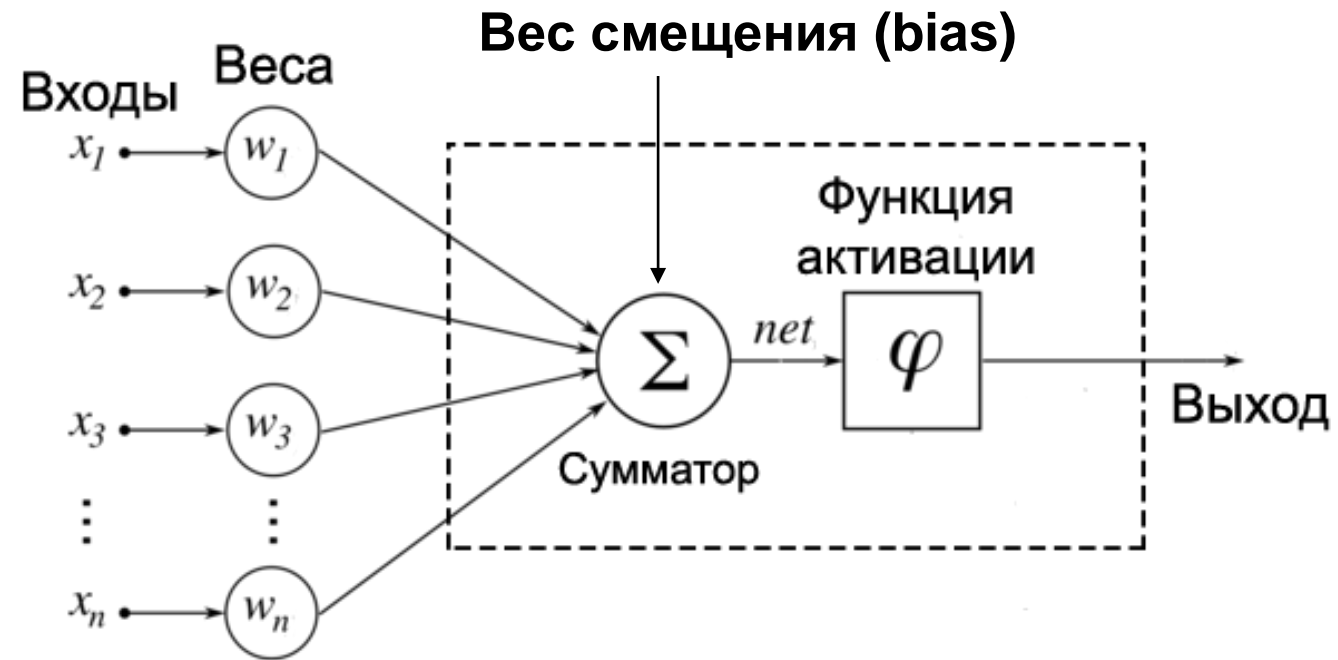 Вес смещения (bias)
Веса
Входы
x1
w1
Функция
активации
x2
w2
Σ
net
φ
Выход
x3
w3
Сумматор
⋮
⋮
xn
wn